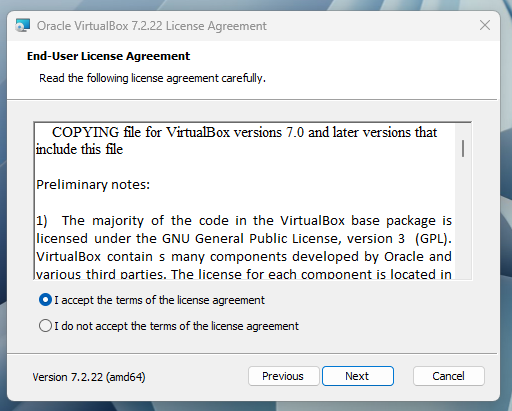 Oracle VirtualBox 7.2.22 License Agreement
End-User License Agreement
Read the following license agreement carefully.
COPYING file for VirtualBox versions 7.0 and later versions that
include this file
Preliminary notes:
1) The majority of the code in the VirtualBox base package is
licensed under the GNU General Public License, version 3 (GPL).
VirtualBox contain s many components developed by Oracle and
various third parties. The license for each component is located in
I accept the terms of the license agreement
I do not accept the terms of the license agreement
Version 7.2.22 (amd64)
Previous
Next
Cancel